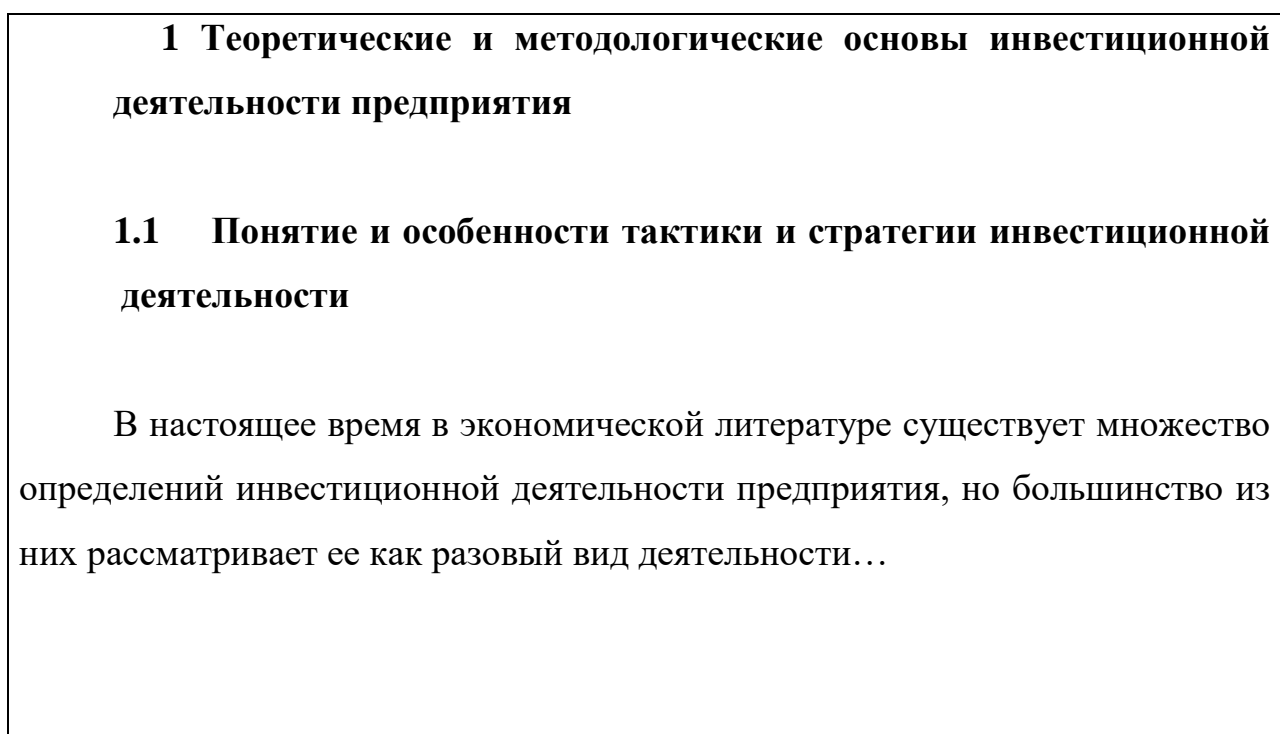 1 Теоретические и методологические основы инвестиционной
деятельности предприятия
1.1 Понятие и особенности тактики и стратегии инвестиционной
деятельности
В настоящее время в экономической литературе существует множество
определений инвестиционной деятельности предприятия, но большинство из
них рассматривает ее как разовый вид деятельности…